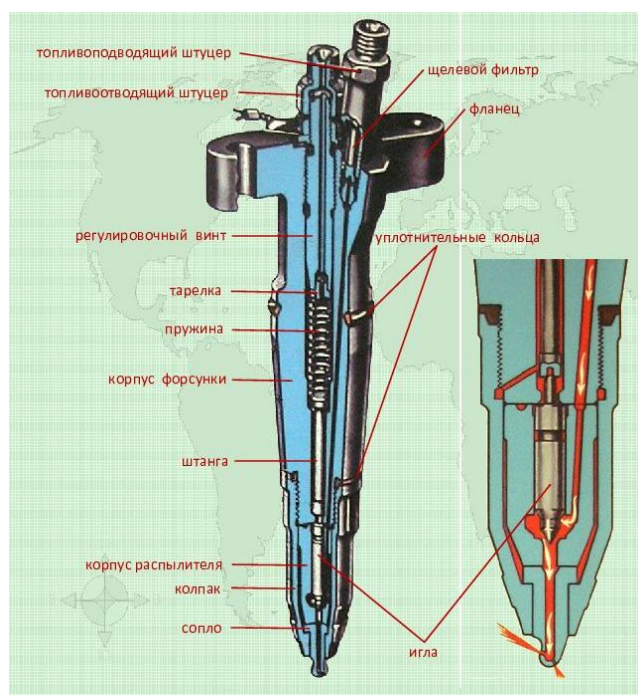 топливоподводящий штуцер
щелевой фильтр
топливоотводящий штуцер
фланец
регулировочный винт
уплотнительные кольца
тарелка
пружина
корпус форсунки
штанга
корпус распылителя
колпак
сопло
игла